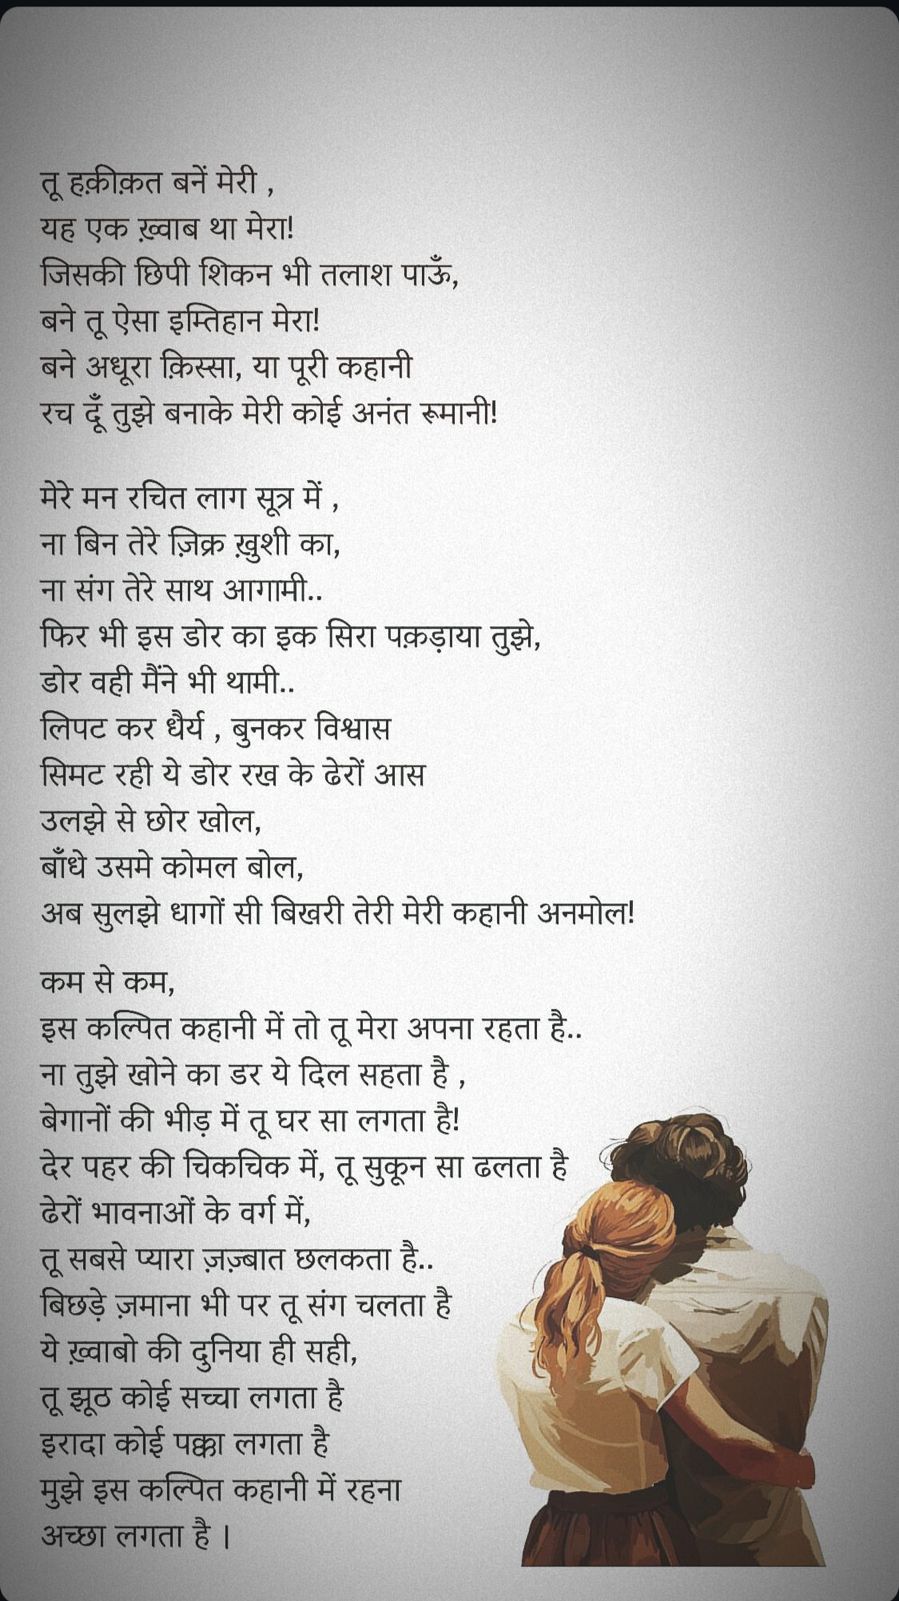 तू हक़ीक़त बनें मेरी ,
यह एक ख़्वाब था मेरा!
जिसकी छिपी शिकन भी तलाश पाऊँ,
बने तू ऐसा इम्तिहान मेरा!
बने अधूरा क़िस्सा, या पूरी कहानी
रच दूँ तुझे बनाके मेरी कोई अनंत रूमानी!
मेरे मन रचित लाग सूत्र में ,
ना बिन तेरे ज़िक्र ख़ुशी का,
ना संग तेरे साथ आगामी..
फिर भी इस डोर का इक सिरा पक़ड़ाया तुझे,
डोर वही मैंने भी थामी..
लिपट कर धैर्य , बुनकर विश्वास
सिमट रही ये डोर रख के ढेरों आस
उलझे से छोर खोल,
बाँधे उसमे कोमल बोल,
अब सुलझे धागों सी बिखरी तेरी मेरी कहानी अनमोल!
कम से कम,
इस कल्पित कहानी में तो तू मेरा अपना रहता है..
ना तुझे खोने का डर ये दिल सहता है ,
बेगानों की भीड़ में तू घर सा लगता है!
देर पहर की चिकचिक में, तू सुकून सा ढलता है
ढेरों भावनाओं के वर्ग में,
तू सबसे प्यारा ज़ज़्बात छलकता है..
बिछड़े ज़माना भी पर तू संग चलता है
ये ख़्वाबो की दुनिया ही सही,
तू झूठ कोई सच्चा लगता है
इरादा कोई पक्का लगता है
मुझे इस कल्पित कहानी में रहना
अच्छा लगता है |